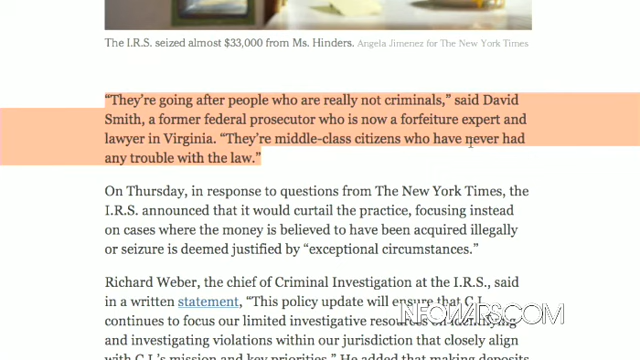 The I.R.S. seized almost $33,000 from Ms. Hinders. Angela Jimenez for The New York Times
“They’re going after people who are really not criminals,” said David
Smith, a former federal prosecutor who is now a forfeiture expert and
lawyer in Virginia. “They’re middle-class citizens who have never had
any trouble with the law.”
On Thursday, in response to questions from The New York Times, the
I.R.S. announced that it would curtail the practice, focusing instead
on cases where the money is believed to have been acquired illegally
or seizure is deemed justified by “exceptional circumstances.”
Richard Weber, the chief of Criminal Investigation at the I.R.S., said
in a written statement, “This policy update will ensure that C.I.
continues to focus our limited investigative resources on identifying
INFOWARS.COM
and investigating violations within our jurisdiction that closely align
with C.I.’s mission and key priorities.” He added that making deposits